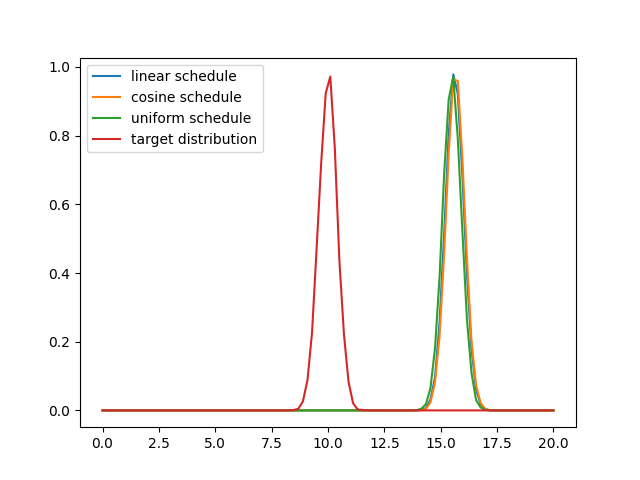 linear schedule
cosine schedule
uniform schedule
target distribution
1.0
0.8
0.6
0.4
0.2
0.0
0.0 2.5 5.0 7.5 10.0 12.5 15.0 17.5 20.0